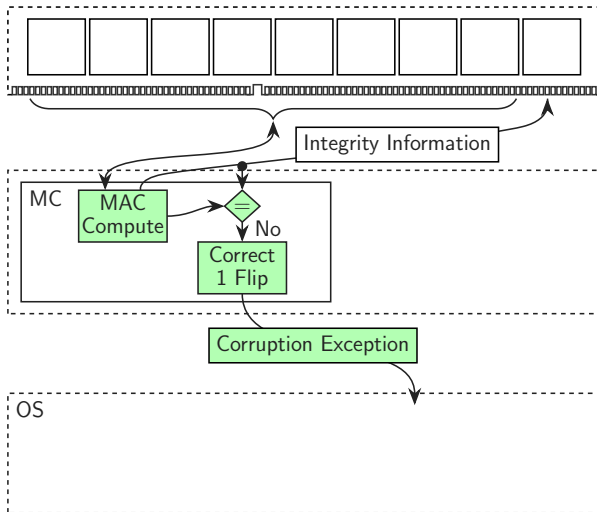 Integrity Information
MC
MAC
Compute
=
No
Correct
1 Flip
Corruption Exception
OS